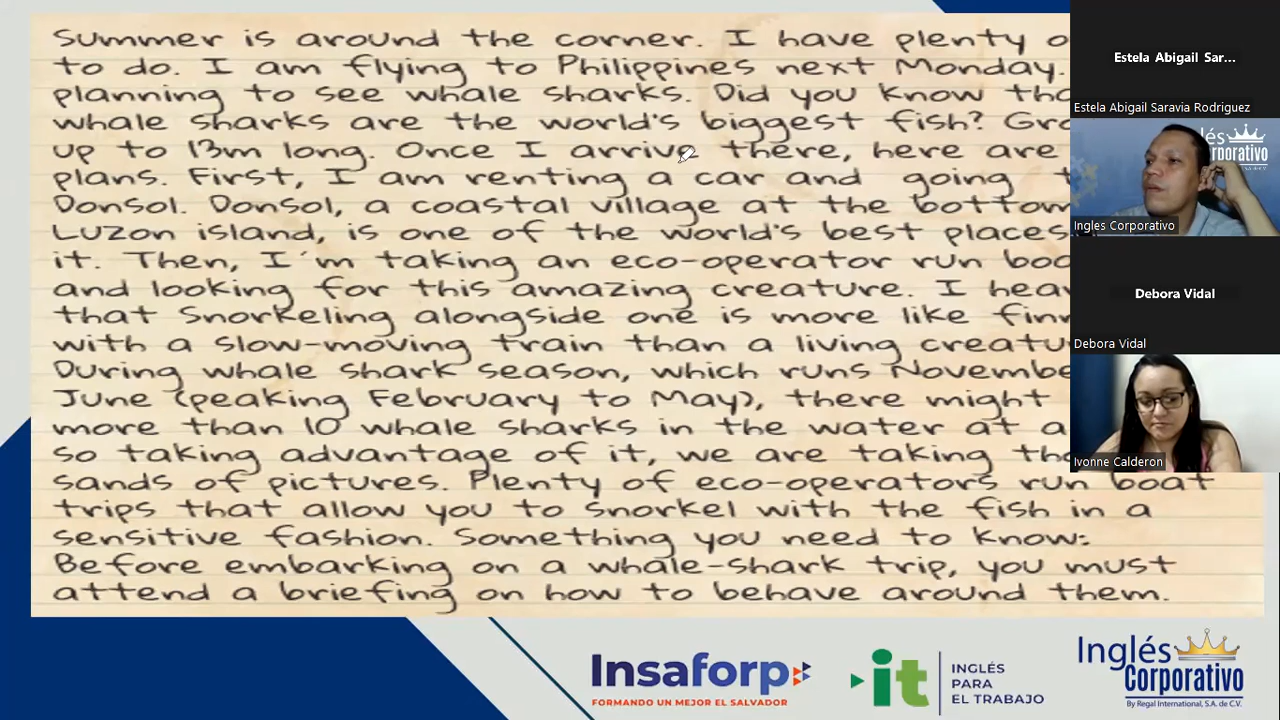 Summer is around the corner. I have plenty
to do. I am flying to Philippines next Monday.
planning to see whale sharks. Did you know
whale sharks are the world's biggest fish?
up to 13m long. Once I arrive there, here are
plans. First, I am renting a car and going
Donsol. Donsol, a coastal village at the bottom
Luzon island, is one of the world's best places
it. Then, I´m taking an eco-operator run
and looking for this amazing creature. I
that snorkeling alongside one is more like
with a slow-moving train than a living
During whale shark season, which runs
June (peaking February to May), there might
more than 10 whale sharks in the water at a
so taking advantage of it, we are taking
sands of pictures. Plenty of eco-operators run boat
trips that allow you to snorkel with the fish in a
sensitive fashion. Something you need to know:
Before embarking on a whale-shark trip, you must
attend a briefing on how to behave around them.
Estela Abigail Sar...
Estela Abigail Saravia Rodriguez
Inglés
Corporativo
Ingles Corporativo
Debora Vidal
Debora Vidal
Ivonne Calderon
Insaforp
FORMANDO UN MEJOR EL SALVADOR
it
INGLÉS
PARA
EL TRABAJO
Inglés
Corporativo
By Regal International, S.A. de C.V.